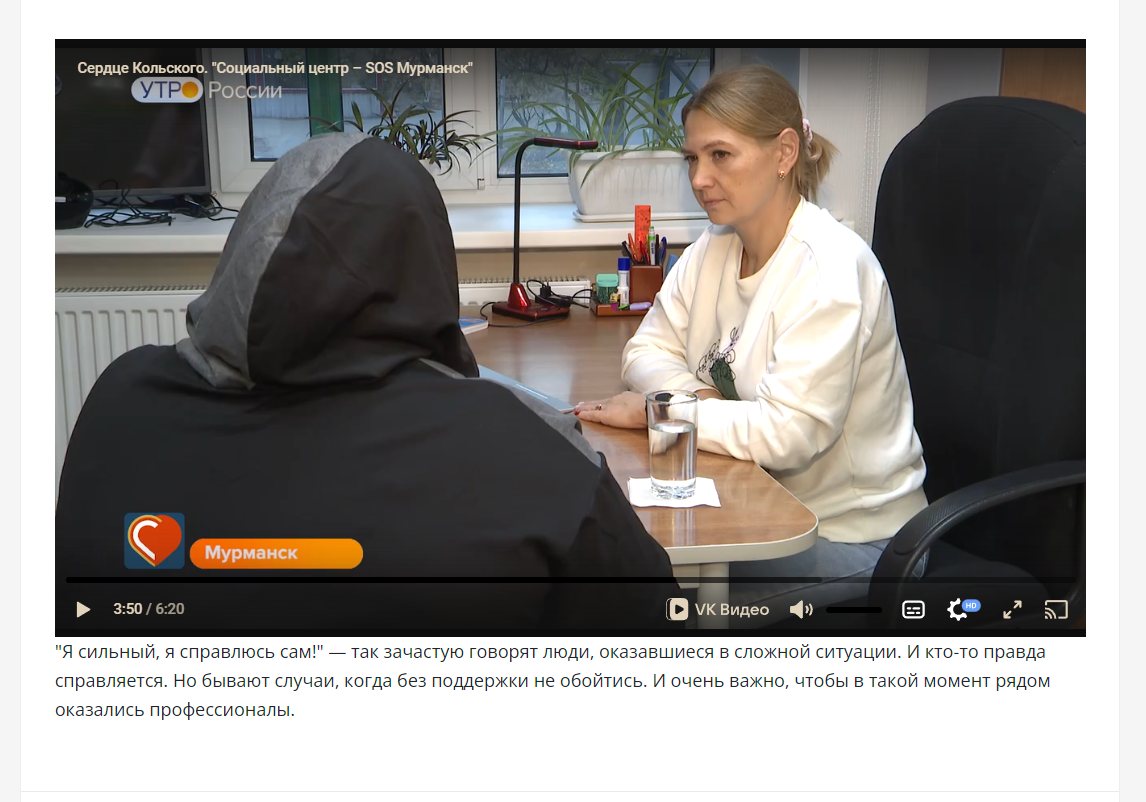 Сердце Кольского. "Социальный центр – SOS Мурманск"
УТРО России
Мурманск
3:50 / 6:20
VK Видео
HD
"Я сильный, я справлюсь сам!" — так зачастую говорят люди, оказавшиеся в сложной ситуации. И кто-то правда
справляется. Но бывают случаи, когда без поддержки не обойтись. И очень важно, чтобы в такой момент рядом
оказались профессионалы.